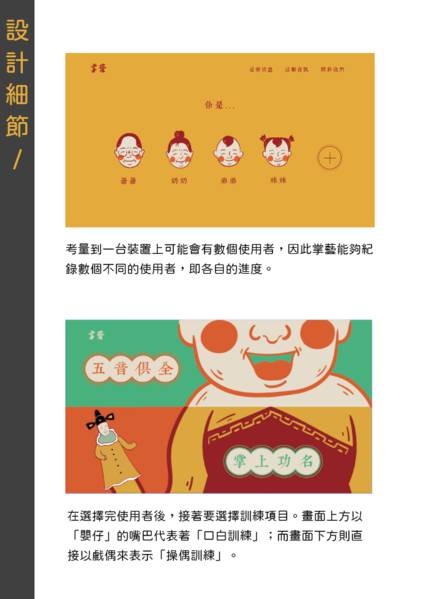 設計細節/
掌藝
你是...
爺爺
奶奶
弟弟
妹妹
考量到一台裝置上可能會有數個使用者，因此掌藝能夠紀
錄數個不同的使用者，即各自的進度。
掌藝
五音俱全
掌上功名
在選擇完使用者後，接著要選擇訓練項目。畫面上方以
「嬰仔」的嘴巴代表著「口白訓練」；而畫面下方則直
接以戲偶來表示「操偶訓練」。